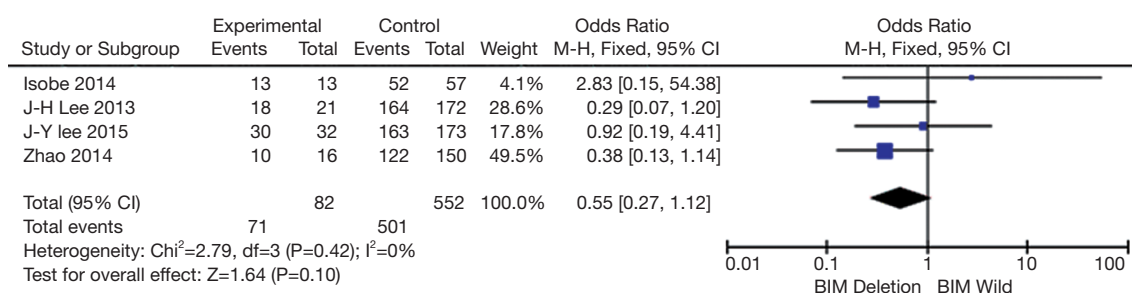 Experimental Control Odds Ratio Odds Ratio
Study or Subgroup Events Total Events Total Weight M-H, Fixed, 95% CI M-H, Fixed, 95% CI
Isobe 2014 13 13 52 57 4.1% 2.83 [0.15, 54.38]
J-H Lee 2013 18 21 164 172 28.6% 0.29 [0.07, 1.20]
J-Y lee 2015 30 32 163 173 17.8% 0.92 [0.19, 4.41]
Zhao 2014 10 16 122 150 49.5% 0.38 [0.13, 1.14]
Total (95% CI) 82 552 100.0% 0.55 [0.27, 1.12]
Total events 71 501
Heterogeneity: Chi²=2.79, df=3 (P=0.42); I²=0%
Test for overall effect: Z=1.64 (P=0.10)
0.01 0.1 1 10 100
BIM Deletion BIM Wild